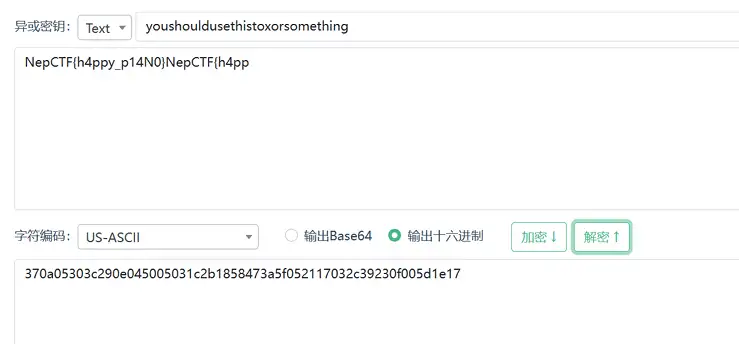 异或密钥: Text youshouldusethistoxorsomething
NepCTF{h4ppy_p14N0}NepCTF{h4pp
字符编码: US-ASCII 输出Base64 输出十六进制 加密↓ 解密↑
370a05303c290e045005031c2b1858473a5f052117032c39230f005d1e17